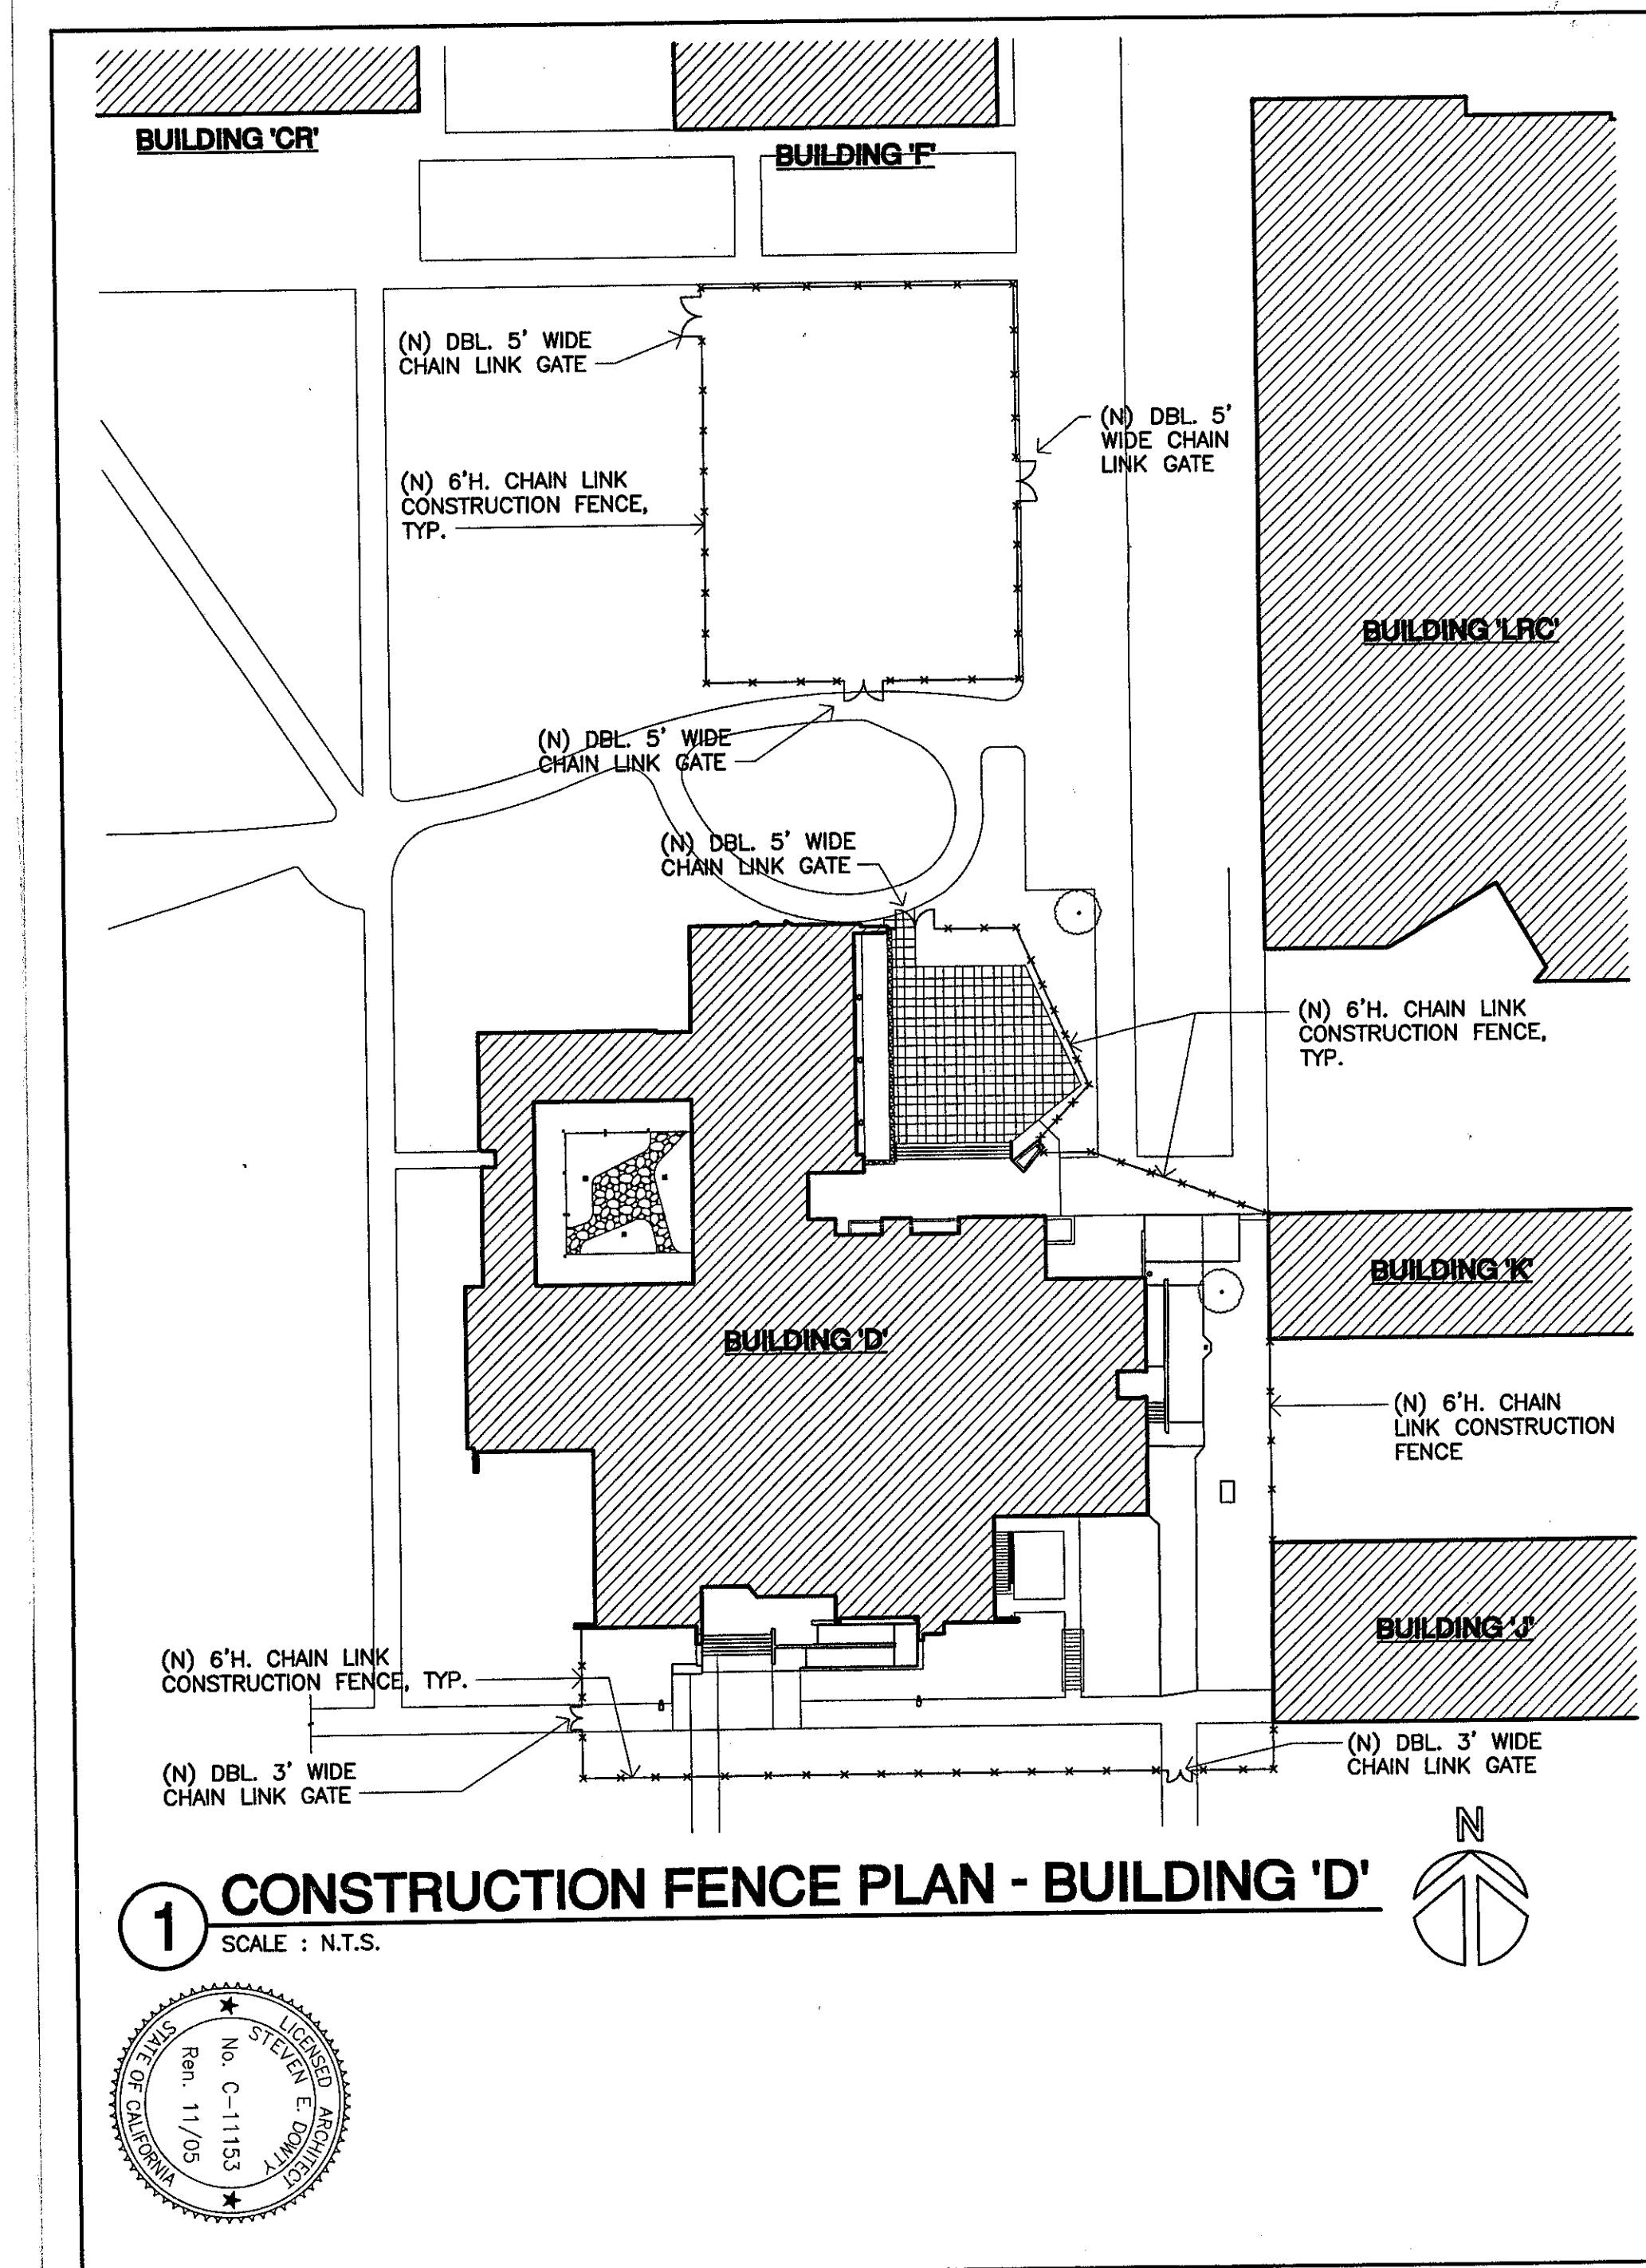 BUILDING 'CR'
BUILDING 'F'
(N) DBL. 5' WIDE
CHAIN LINK GATE
(N) DBL. 5'
WIDE CHAIN
LINK GATE
(N) 6'H. CHAIN LINK
CONSTRUCTION FENCE,
TYP.
BUILDING 'LRC'
(N) DBL. 5' WIDE
CHAIN LINK GATE
(N) DBL. 5' WIDE
CHAIN LINK GATE
(N) 6'H. CHAIN LINK
CONSTRUCTION FENCE,
TYP.
BUILDING 'K'
BUILDING 'D'
(N) 6'H. CHAIN
LINK CONSTRUCTION
FENCE
BUILDING 'J'
(N) 6'H. CHAIN LINK
CONSTRUCTION FENCE, TYP.
(N) DBL. 3' WIDE
CHAIN LINK GATE
(N) DBL. 3' WIDE
CHAIN LINK GATE
N
1
CONSTRUCTION FENCE PLAN - BUILDING 'D'
SCALE : N.T.S.
LICENSED ARCHITECT
STEVEN E. DOWTY
No. C-11153
Ren. 11/05
STATE OF CALIFORNIA